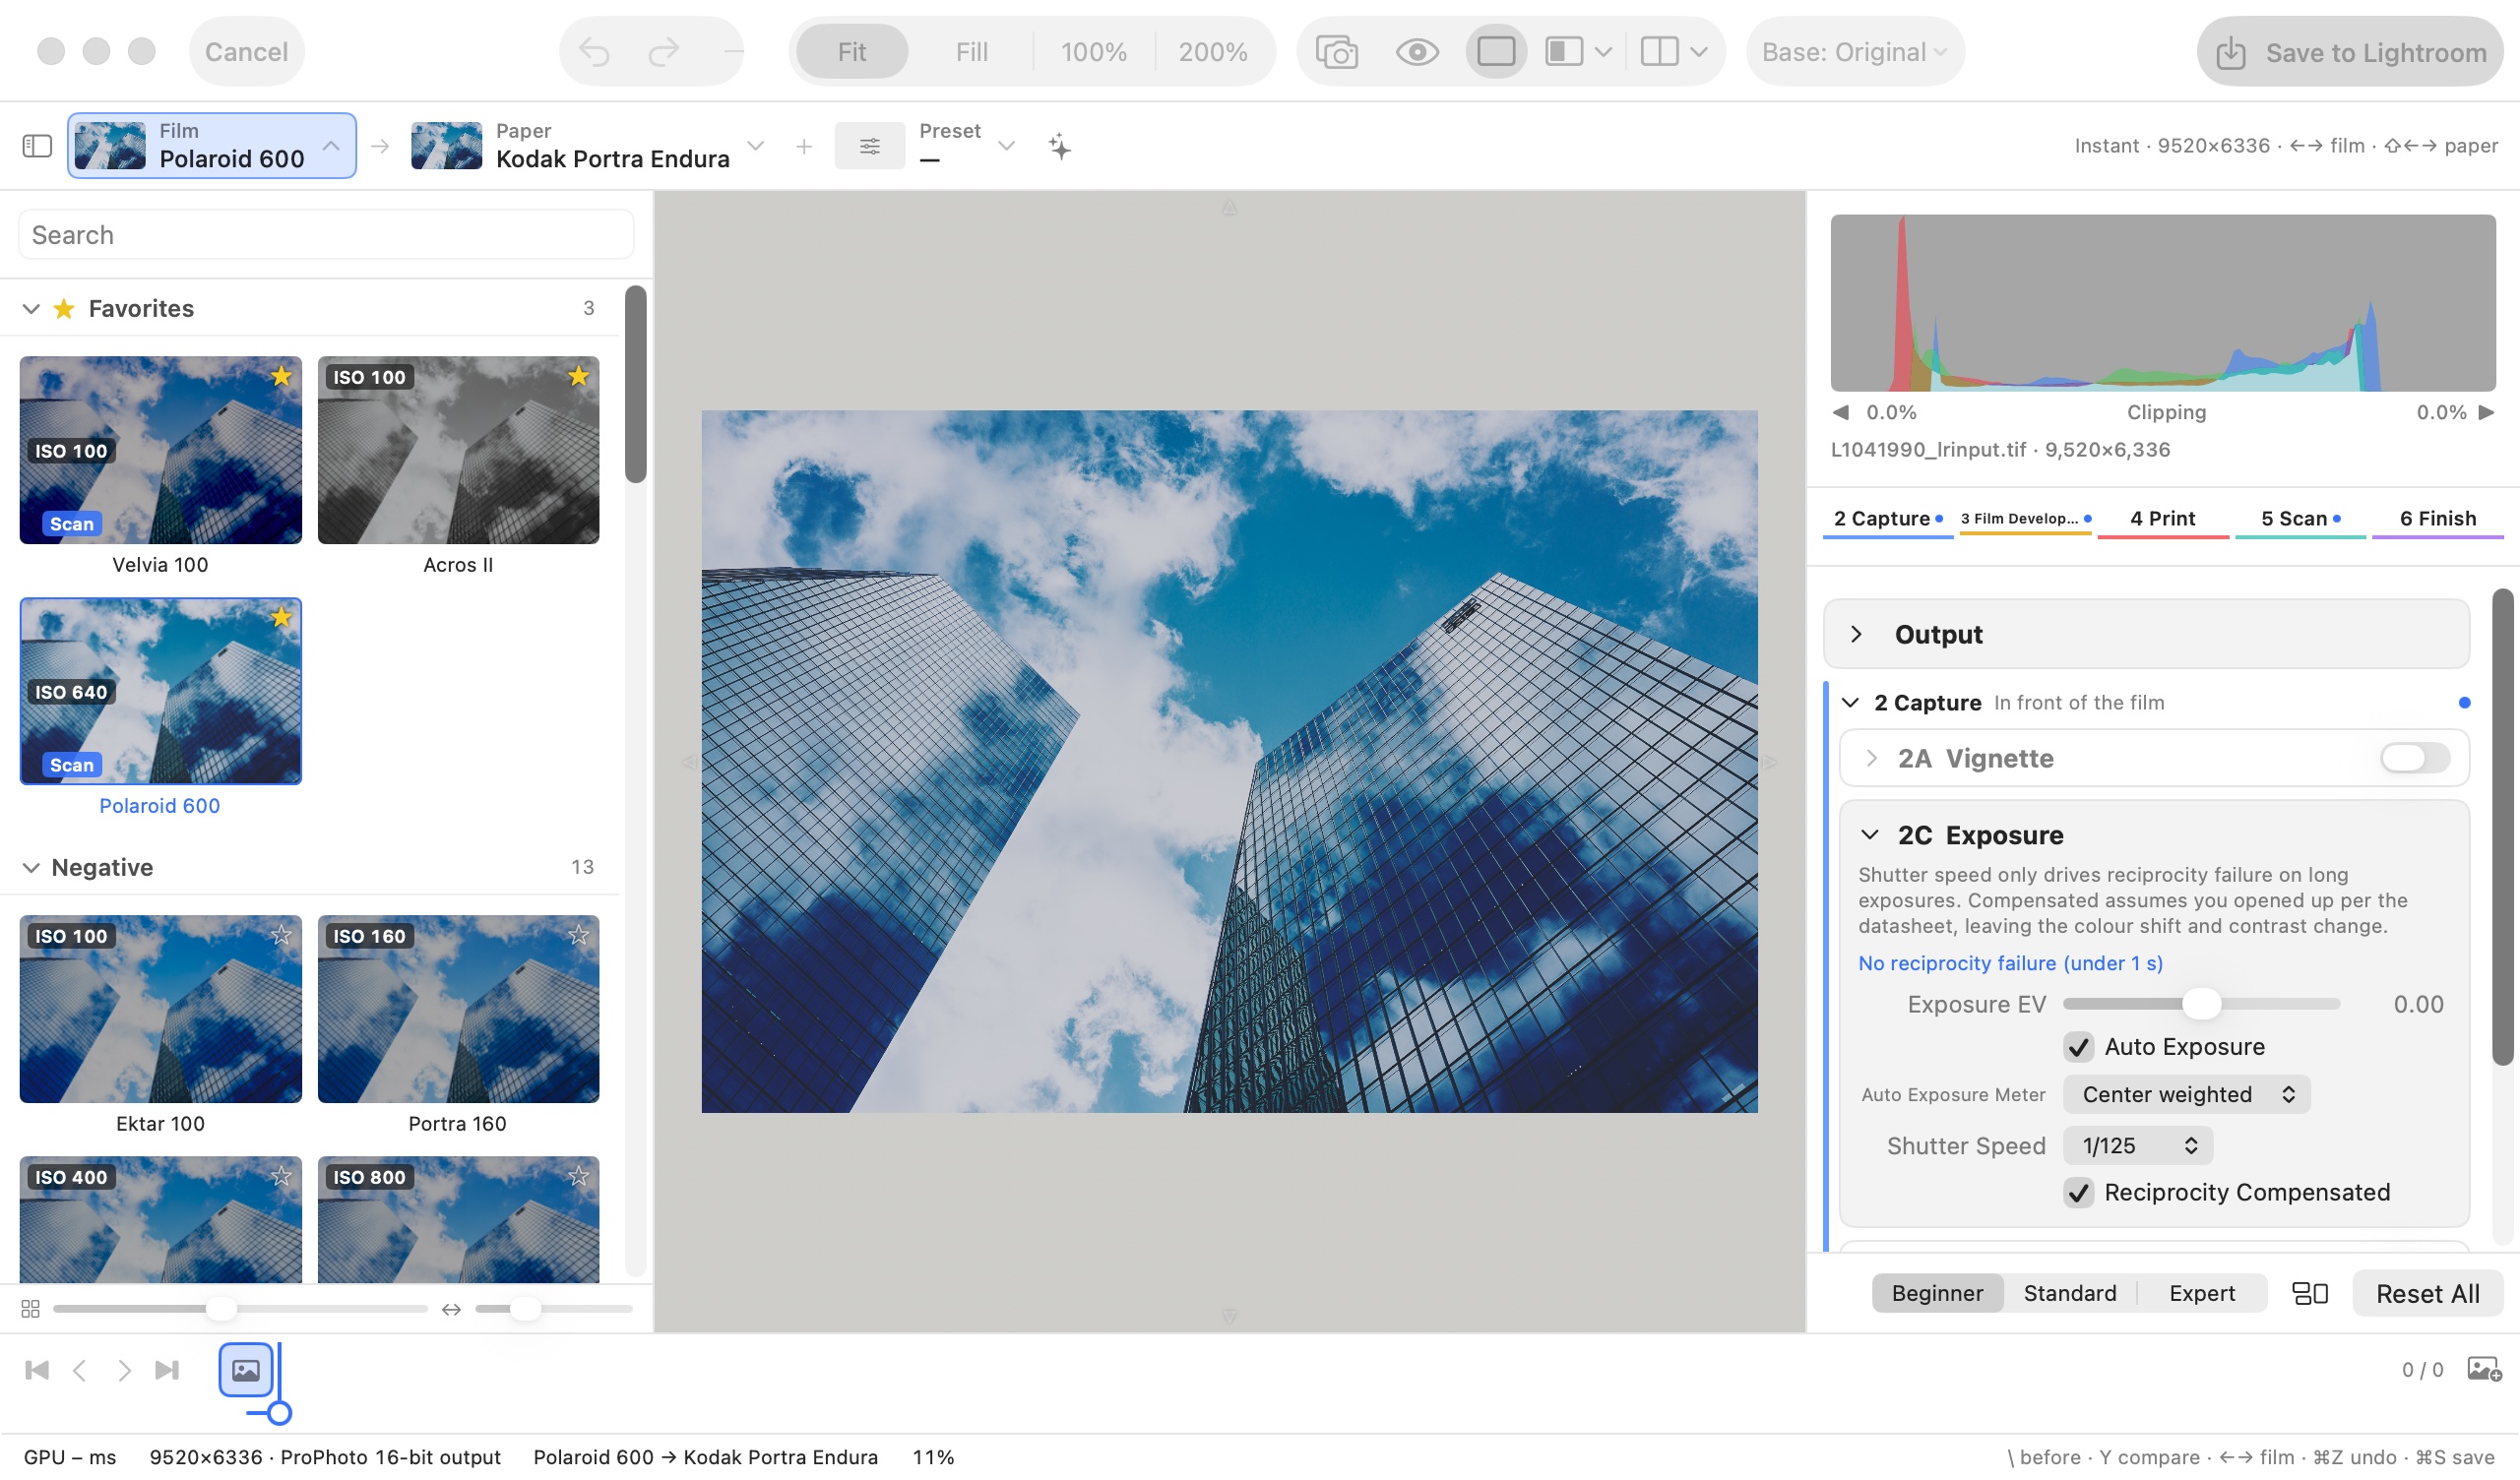 Cancel
Fit
Fill
100%
200%
Base: Original
Save to Lightroom
Film
Polaroid 600
Paper
Kodak Portra Endura
Preset
—
Instant · 9520×6336 · ←→ film · ⇧←→ paper
Search
Favorites
3
ISO 100
Scan
Velvia 100
ISO 100
Acros II
ISO 640
Scan
Polaroid 600
Negative
13
ISO 100
Ektar 100
ISO 160
Portra 160
ISO 400
ISO 800
0.0%
Clipping
0.0%
L1041990_lrinput.tif · 9,520×6,336
2 Capture
3 Film Develop...
4 Print
5 Scan
6 Finish
Output
2 Capture In front of the film
2A Vignette
2C Exposure
Shutter speed only drives reciprocity failure on long
exposures. Compensated assumes you opened up per the
datasheet, leaving the colour shift and contrast change.
No reciprocity failure (under 1 s)
Exposure EV 0.00
Auto Exposure
Auto Exposure Meter Center weighted
Shutter Speed 1/125
Reciprocity Compensated
Beginner
Standard
Expert
Reset All
0 / 0
GPU – ms
9520×6336 · ProPhoto 16-bit output
Polaroid 600 → Kodak Portra Endura
11%
\ before · Y compare · ←→ film · ⌘Z undo · ⌘S save